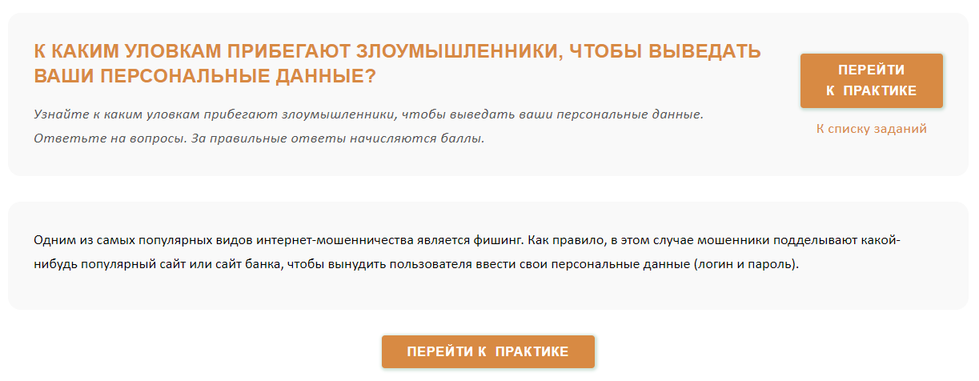 К КАКИМ УЛОВКАМ ПРИБЕГАЮТ ЗЛОУМЫШЛЕННИКИ, ЧТОБЫ ВЫВЕДАТЬ
ВАШИ ПЕРСОНАЛЬНЫЕ ДАННЫЕ?
Узнайте к каким уловкам прибегают злоумышленники, чтобы выведать ваши персональные данные.
Ответьте на вопросы. За правильные ответы начисляются баллы.
ПЕРЕЙТИ
К ПРАКТИКЕ
К списку заданий
Одним из самых популярных видов интернет-мошенничества является фишинг. Как правило, в этом случае мошенники подделывают какой-
нибудь популярный сайт или сайт банка, чтобы вынудить пользователя ввести свои персональные данные (логин и пароль).
ПЕРЕЙТИ К ПРАКТИКЕ